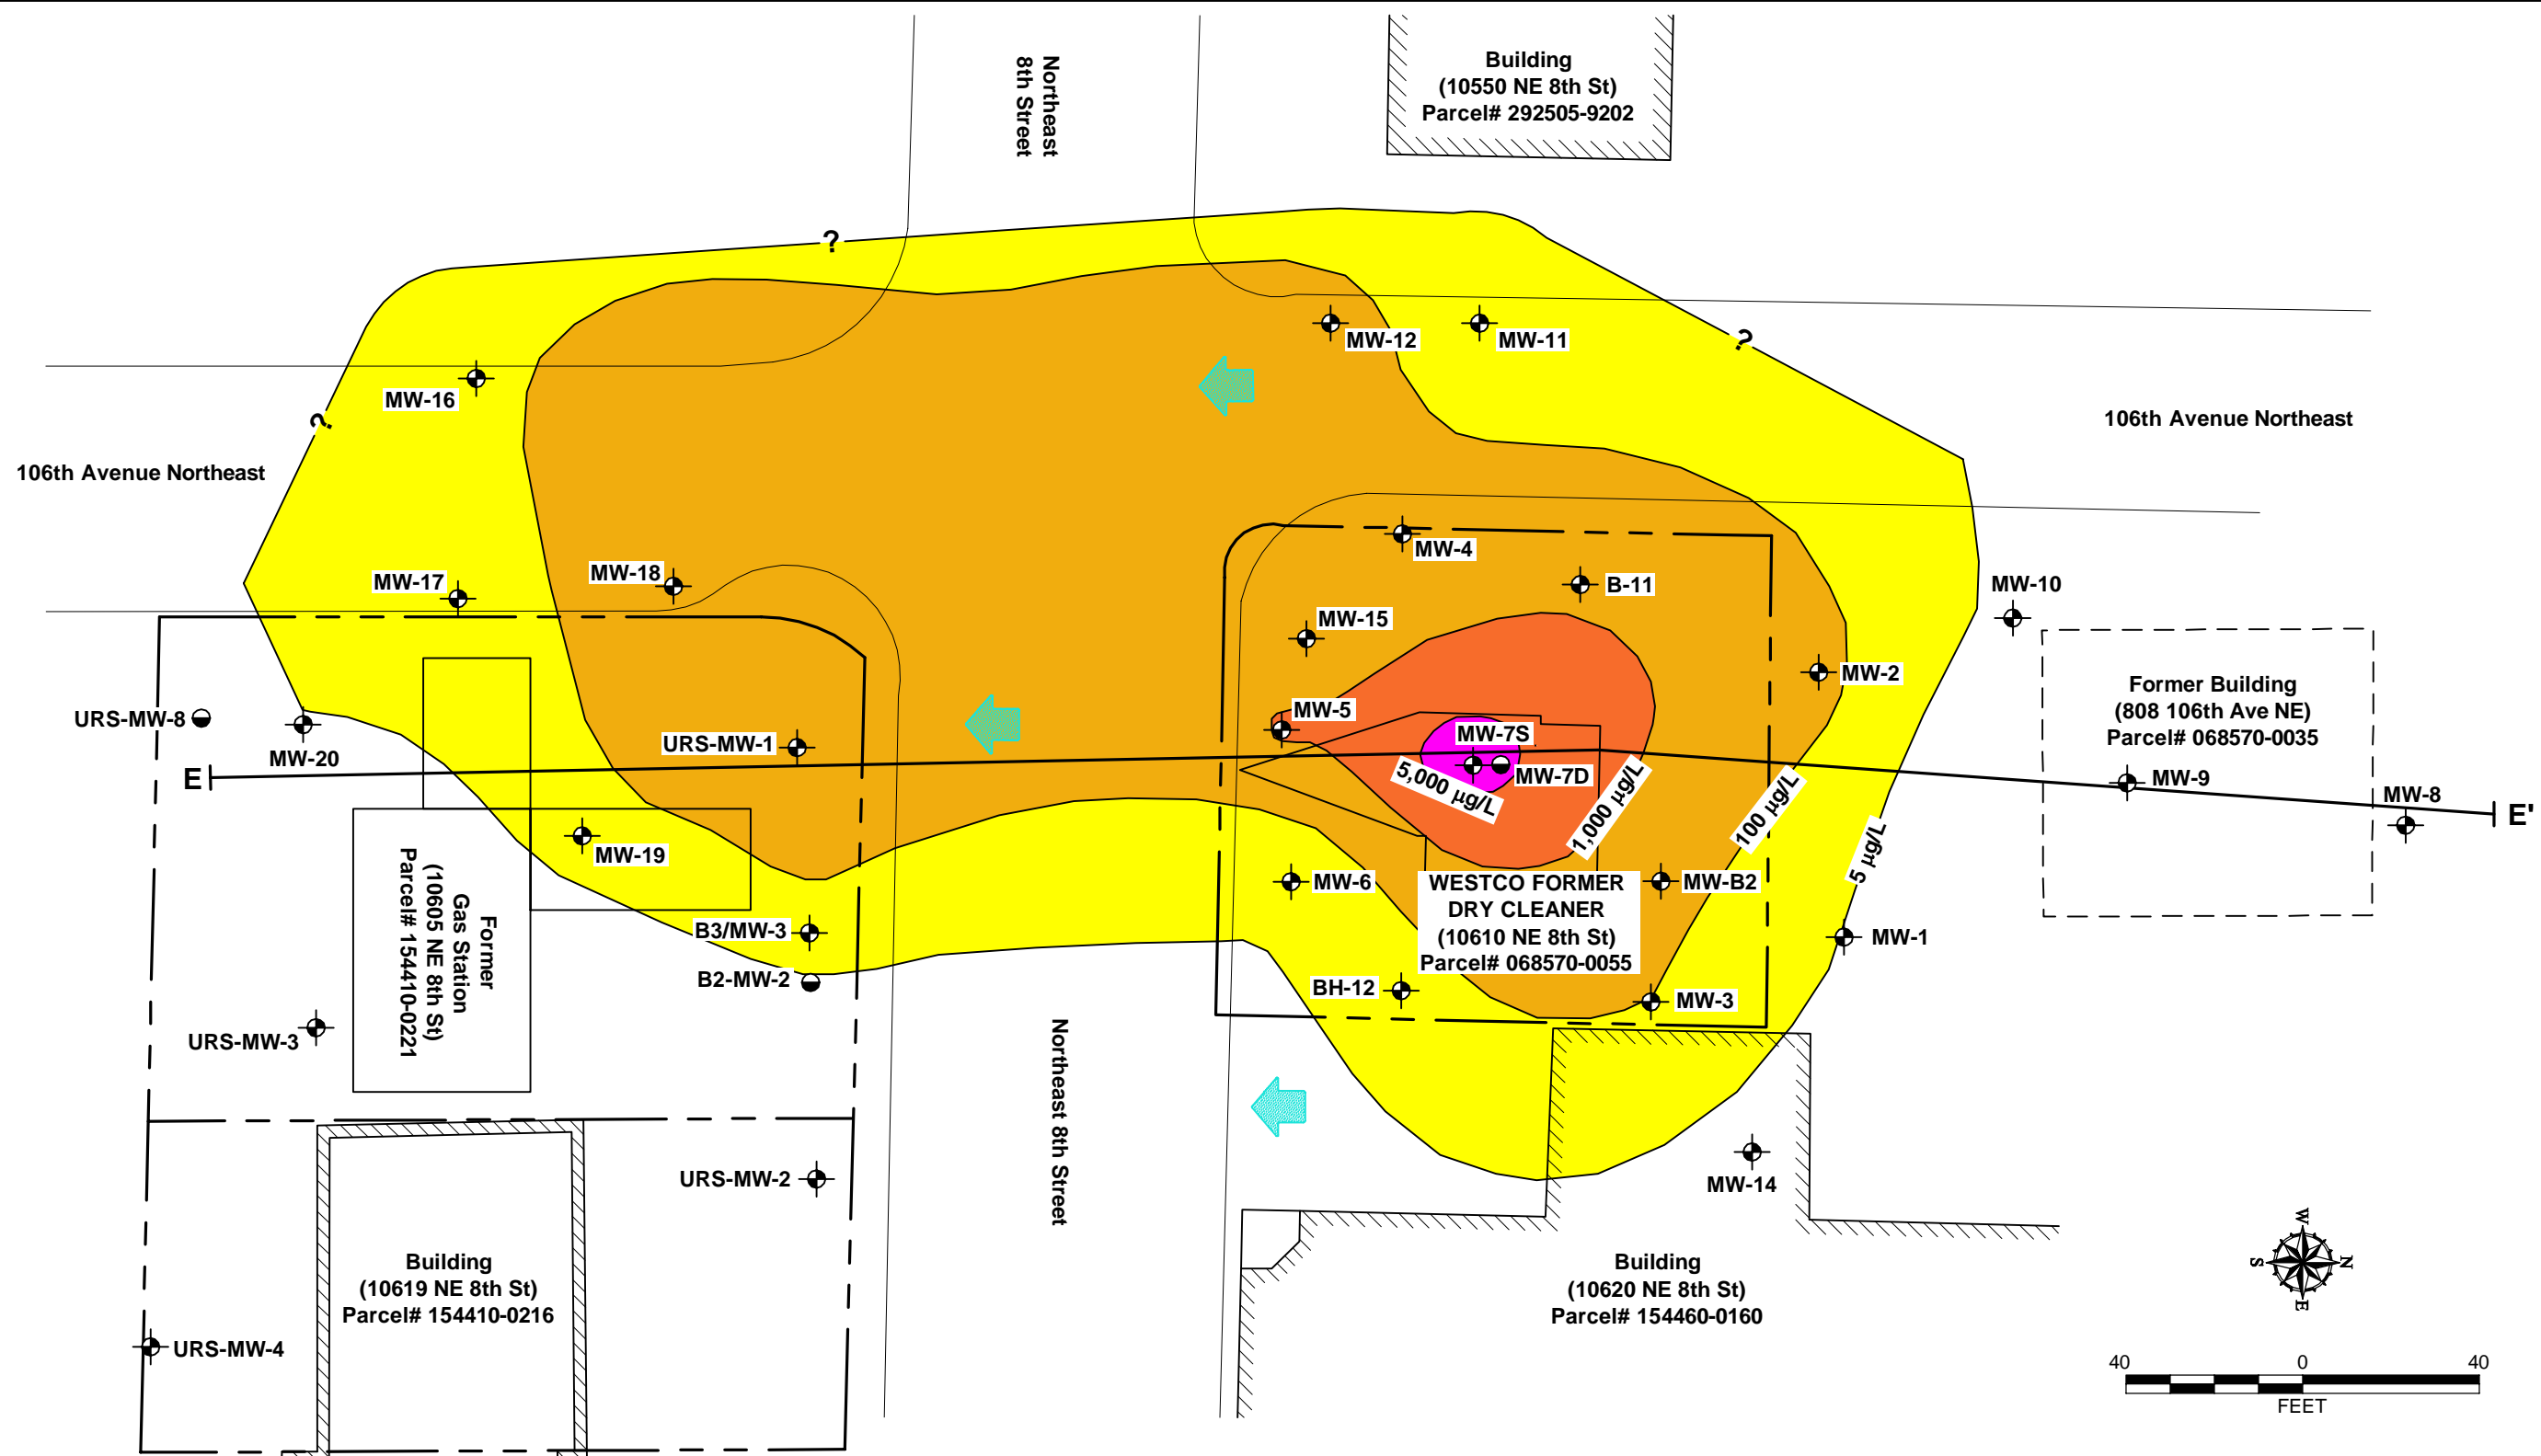 Northeast
8th Street
Building
(10550 NE 8th St)
Parcel# 292505-9202
?
MW-12
MW-11
?
MW-16
?
106th Avenue Northeast
106th Avenue Northeast
MW-4
MW-17
MW-18
B-11
MW-10
MW-15
MW-2
Former Building
(808 106th Ave NE)
Parcel# 068570-0035
URS-MW-8
MW-20
URS-MW-1
MW-5
MW-7S
MW-7D
E
MW-9
MW-8
E'
5,000 µg/L
1,000 µg/L
100 µg/L
5 µg/L
MW-19
MW-6
WESTCO FORMER
DRY CLEANER
(10610 NE 8th St)
Parcel# 068570-0055
MW-B2
Former
Gas Station
(10605 NE 8th St)
Parcel# 154410-0221
B3/MW-3
MW-1
B2-MW-2
BH-12
MW-3
URS-MW-3
Northeast 8th Street
URS-MW-2
MW-14
Building
(10619 NE 8th St)
Parcel# 154410-0216
Building
(10620 NE 8th St)
Parcel# 154460-0160
W
N
S
E
URS-MW-4
40 0 40
FEET